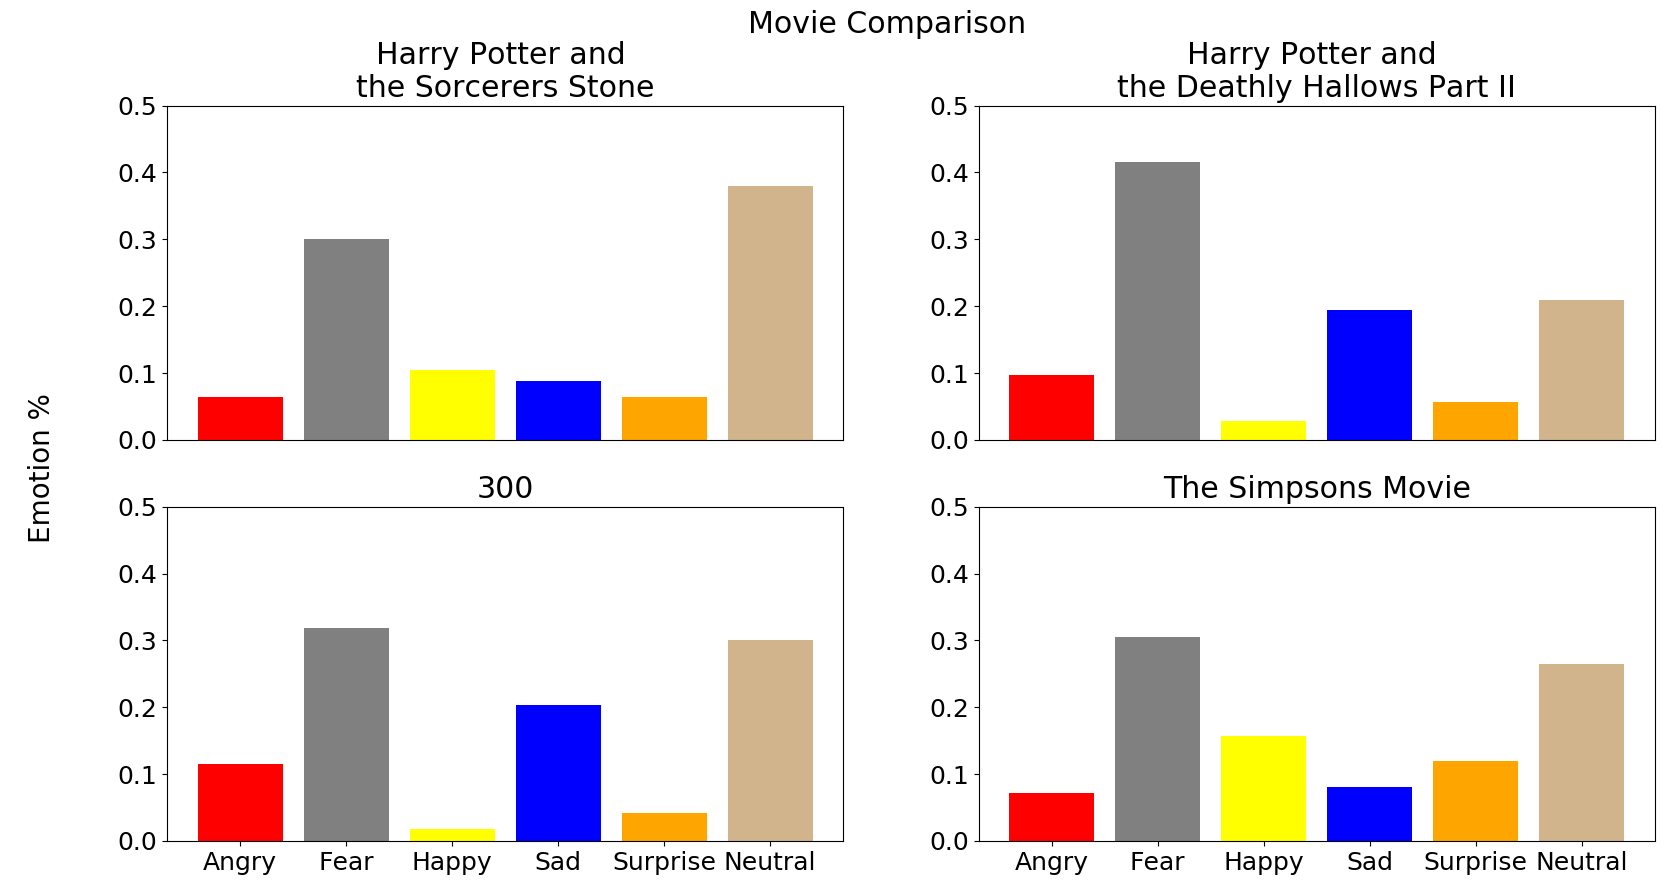 Movie Comparison
Harry Potter and
the Sorcerers Stone
0.5
0.4
0.3
0.2
0.1
0.0
Harry Potter and
the Deathly Hallows Part II
0.5
0.4
0.3
0.2
0.1
0.0
Emotion %
300
0.5
0.4
0.3
0.2
0.1
0.0
Angry Fear Happy Sad Surprise Neutral
The Simpsons Movie
0.5
0.4
0.3
0.2
0.1
0.0
Angry Fear Happy Sad Surprise Neutral